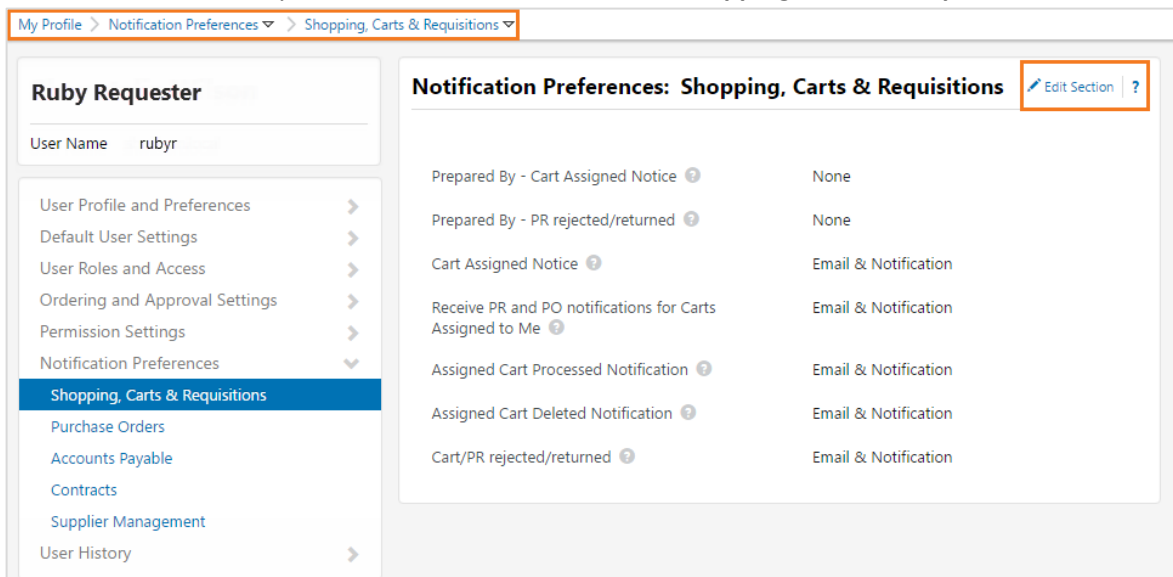 My Profile > Notification Preferences ▼ > Shopping, Carts & Requisitions ▼
Ruby Requester
User Name rubyr
User Profile and Preferences
Default User Settings
User Roles and Access
Ordering and Approval Settings
Permission Settings
Notification Preferences
Shopping, Carts & Requisitions
Purchase Orders
Accounts Payable
Contracts
Supplier Management
User History
Notification Preferences: Shopping, Carts & Requisitions Edit Section | ?
Prepared By - Cart Assigned Notice ? None
Prepared By - PR rejected/returned ? None
Cart Assigned Notice ? Email & Notification
Receive PR and PO notifications for Carts Email & Notification
Assigned to Me ?
Assigned Cart Processed Notification ? Email & Notification
Assigned Cart Deleted Notification ? Email & Notification
Cart/PR rejected/returned ? Email & Notification